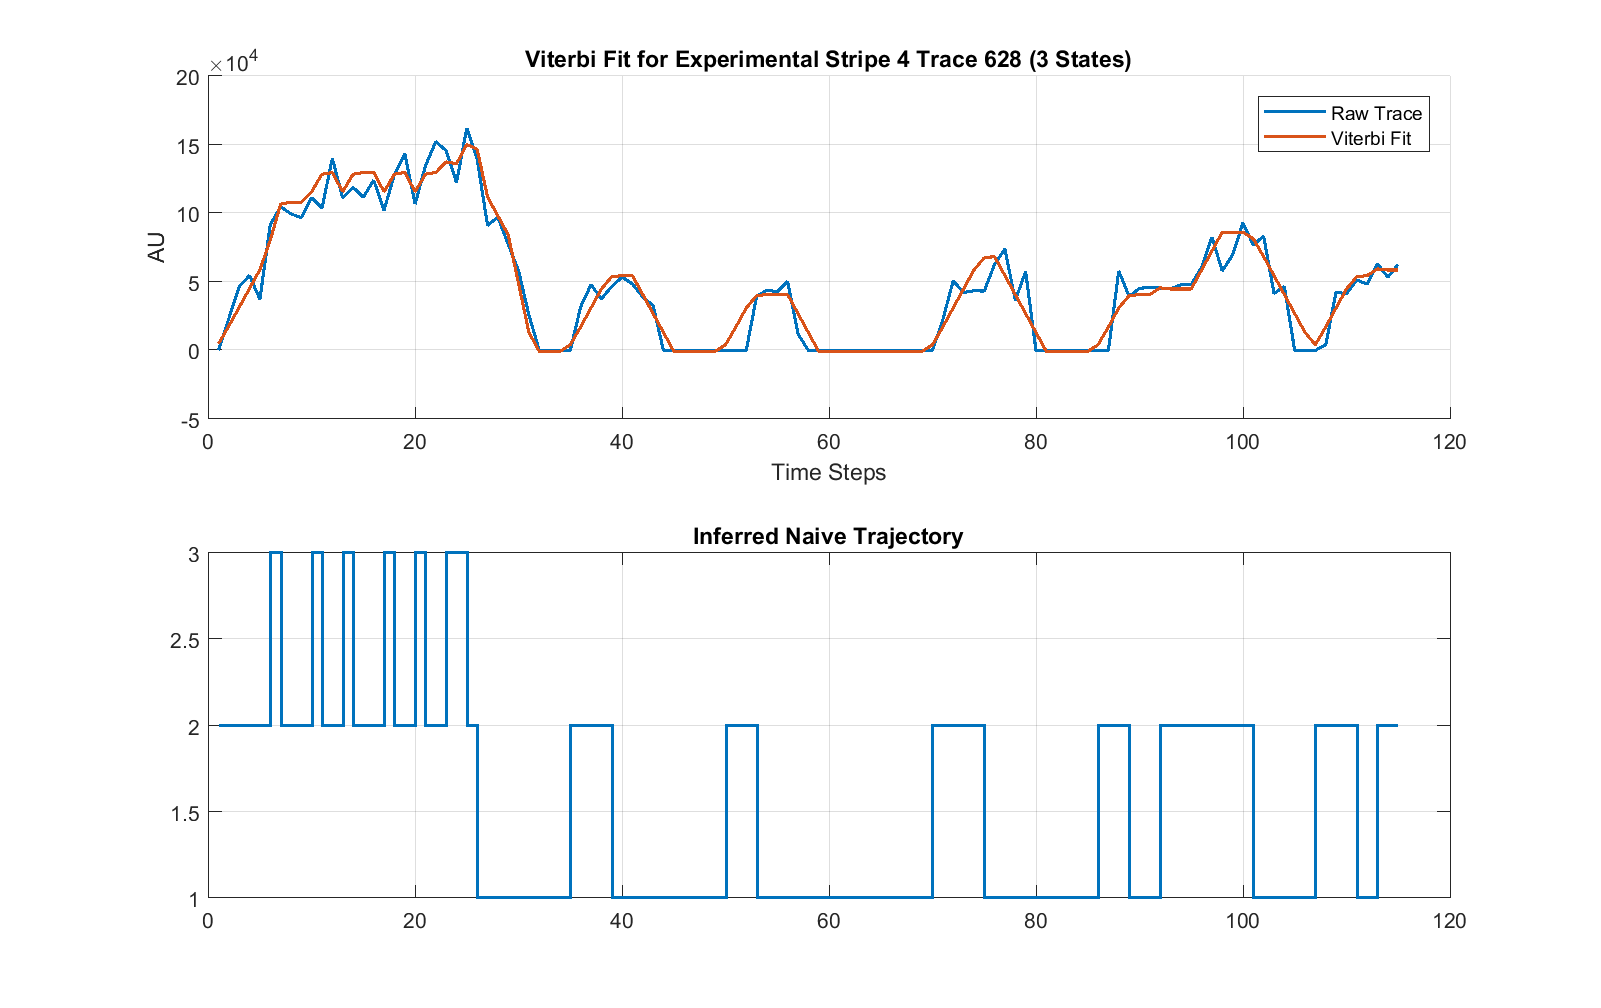 Viterbi Fit for Experimental Stripe 4 Trace 628 (3 States)
×10^4
20
15
10
5
0
-5
AU
Raw Trace
Viterbi Fit
0 20 40 60 80 100 120
Time Steps
Inferred Naive Trajectory
3
2.5
2
1.5
1
0 20 40 60 80 100 120